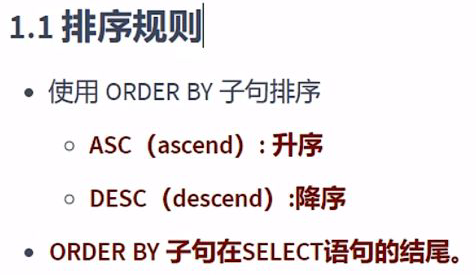 1.1 排序规则
使用 ORDER BY 子句排序
ASC（ascend）: 升序
DESC（descend）:降序
ORDER BY 子句在SELECT语句的结尾。